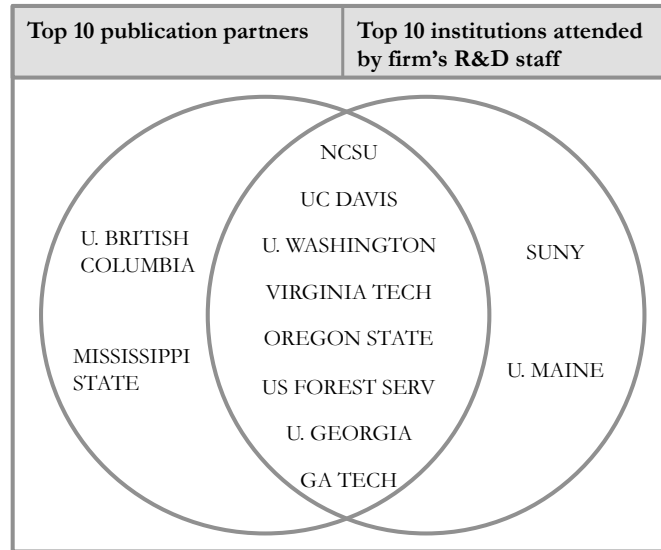 Top 10 publication partners
Top 10 institutions attended
by firm's R&D staff
NCSU
UC DAVIS
U. BRITISH
COLUMBIA
U. WASHINGTON
SUNY
VIRGINIA TECH
OREGON STATE
MISSISSIPPI
STATE
U. MAINE
US FOREST SERV
U. GEORGIA
GA TECH